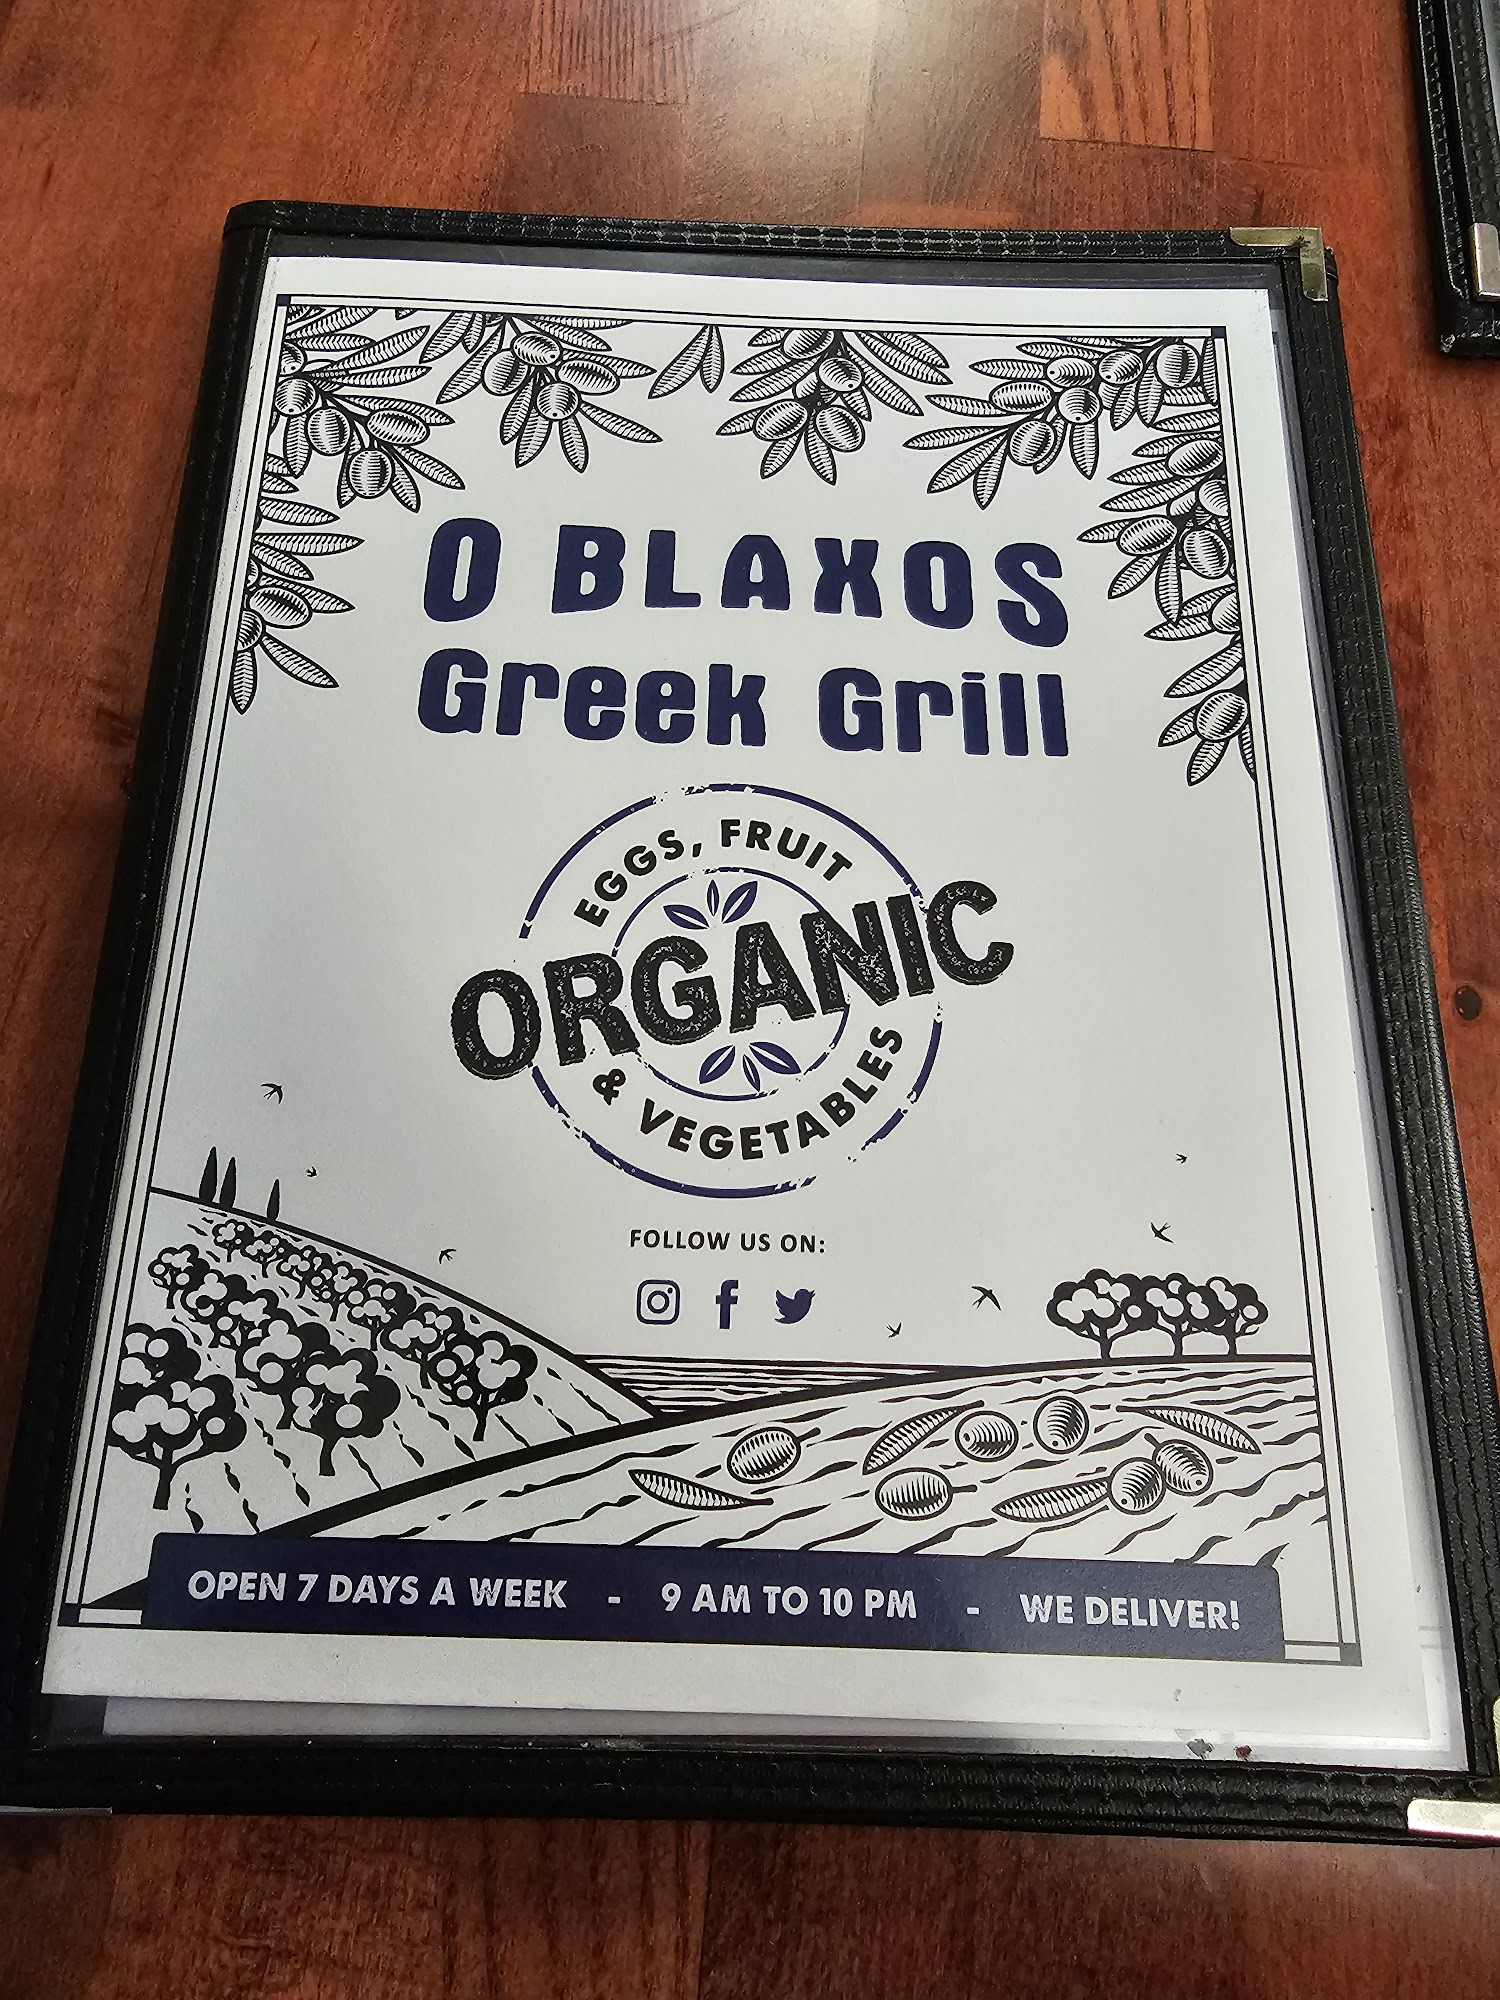 O BLAXOS
Greek Grill
EGGS, FRUIT
ORGANIC
& VEGETABLES
FOLLOW US ON:
OPEN 7 DAYS A WEEK - 9 AM TO 10 PM - WE DELIVER!